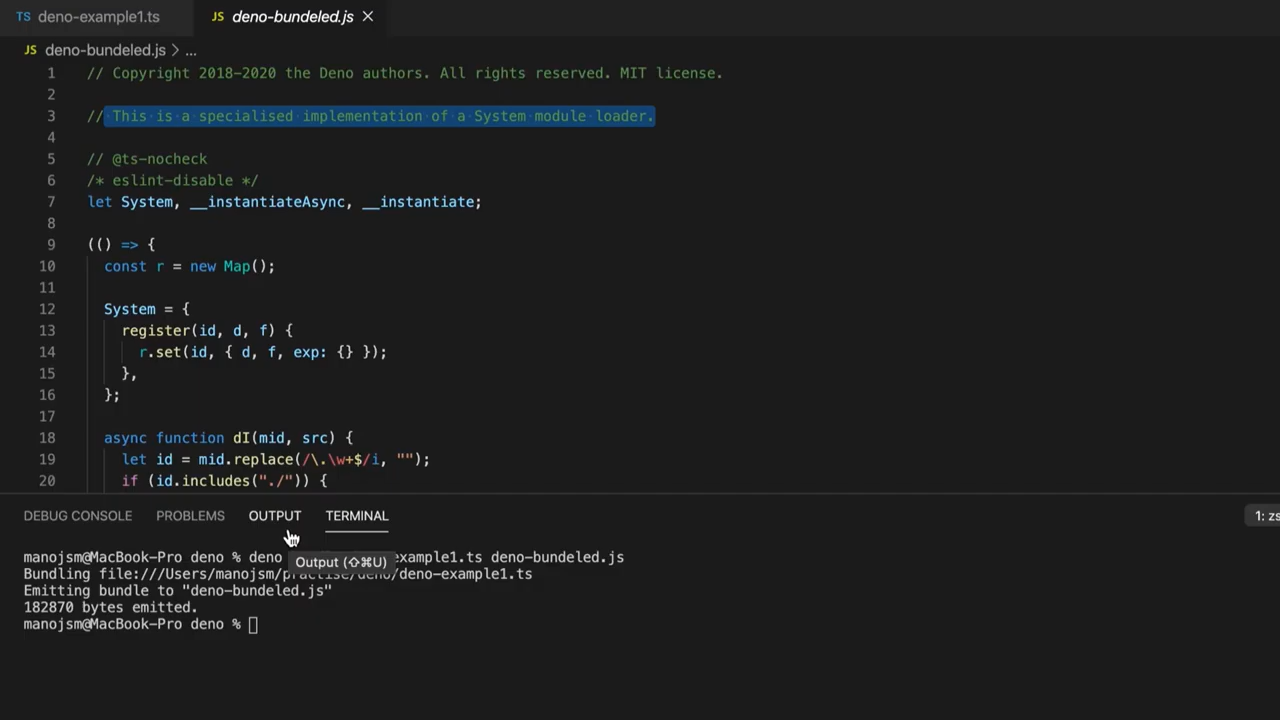 TS deno-example1.ts JS deno-bundeled.js ×
JS deno-bundeled.js > ...
1 // Copyright 2018-2020 the Deno authors. All rights reserved. MIT license.
2
3 // This is a specialised implementation of a System module loader.
4
5 // @ts-nocheck
6 /* eslint-disable */
7 let System, __instantiateAsync, __instantiate;
8
9 (() => {
10 const r = new Map();
11
12 System = {
13 register(id, d, f) {
14 r.set(id, { d, f, exp: {} });
15 },
16 };
17
18 async function dI(mid, src) {
19 let id = mid.replace(/\.\w+$/i, "");
20 if (id.includes("./")) {
DEBUG CONSOLE PROBLEMS OUTPUT TERMINAL 1: zs
manojsm@MacBook-Pro deno % deno example1.ts deno-bundeled.js
Output (⇧⌘U)
Bundling file:///Users/manojsm/practise/deno/deno-example1.ts
Emitting bundle to "deno-bundeled.js"
182870 bytes emitted.
manojsm@MacBook-Pro deno %